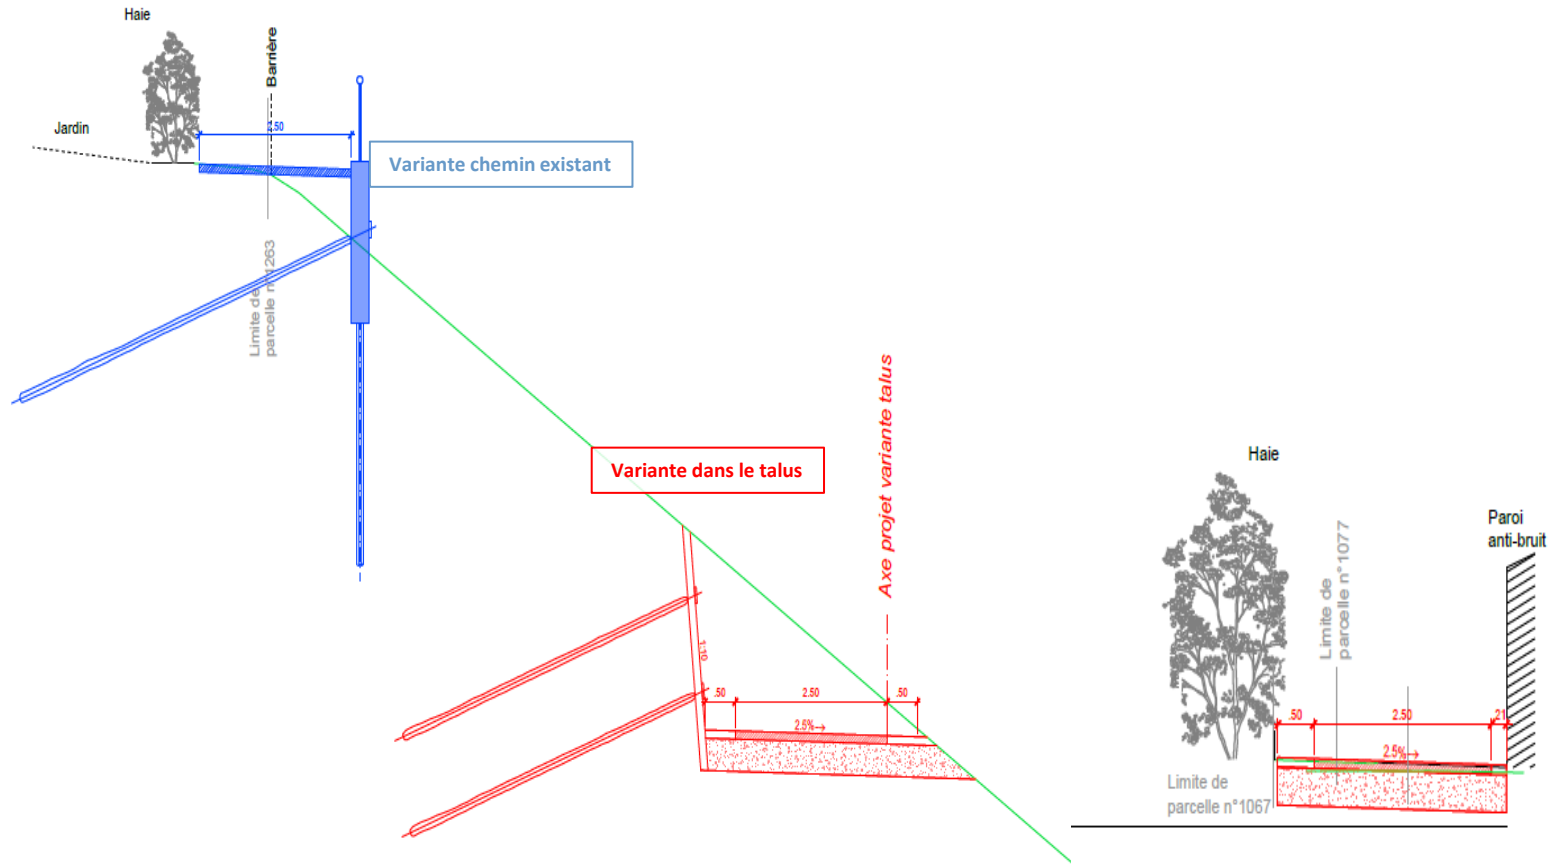 Haie
Barrière
Jardin
2.50
Variante chemin existant
Limite de
parcelle n°1263
Variante dans le talus
Axe projet variante talus
1:10
.50
2.50
.50
2.5%→
Haie
Paroi
anti-bruit
Limite de
parcelle n°1077
.50
2.50
21
2.5%→
Limite de
parcelle n°1067